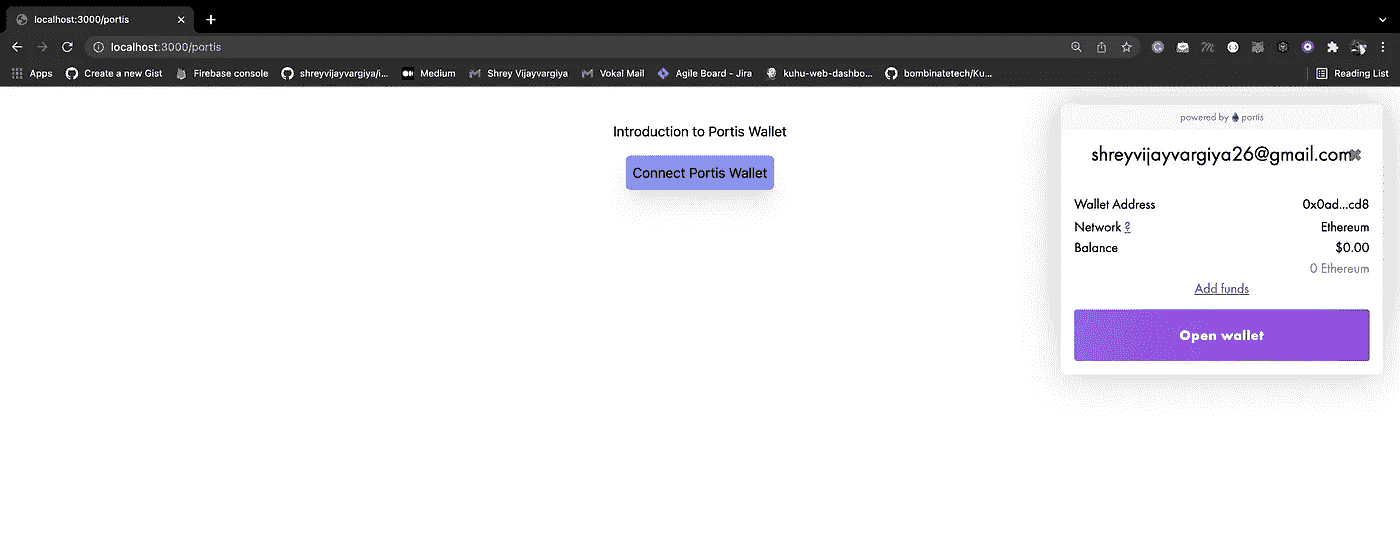 localhost:3000/portis
localhost:3000/portis
Apps Create a new Gist Firebase console shreyvijayvargiya/i... Medium Shrey Vijayvargiya Vokal Mail Agile Board - Jira kuhu-web-dashbo... bombinatetech/Ku... Reading List
Introduction to Portis Wallet
Connect Portis Wallet
powered by portis
shreyvijayvargiya26@gmail.com
Wallet Address 0x0ad...cd8
Network ? Ethereum
Balance $0.00
0 Ethereum
Add funds
Open wallet